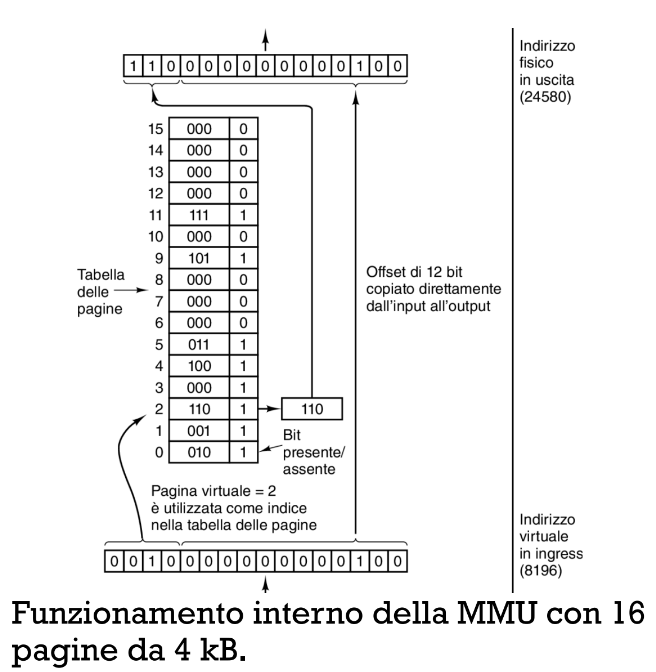 Indirizzo
fisico
in uscita
(24580)
1 1 0 0 0 0 0 0 0 0 0 0 1 0 0
15 000 0
14 000 0
13 000 0
12 000 0
11 111 1
10 000 0
9 101 1
8 000 0
7 000 0
6 000 0
5 011 1
4 100 1
3 000 1
2 110 1 110
1 001 1
0 010 1
Tabella
delle
pagine
Offset di 12 bit
copiato direttamente
dall'input all'output
Bit
presente/
assente
Pagina virtuale = 2
è utilizzata come indice
nella tabella delle pagine
Indirizzo
virtuale
in ingress
(8196)
0 0 1 0 0 0 0 0 0 0 0 0 0 1 0 0
Funzionamento interno della MMU con 16
pagine da 4 kB.